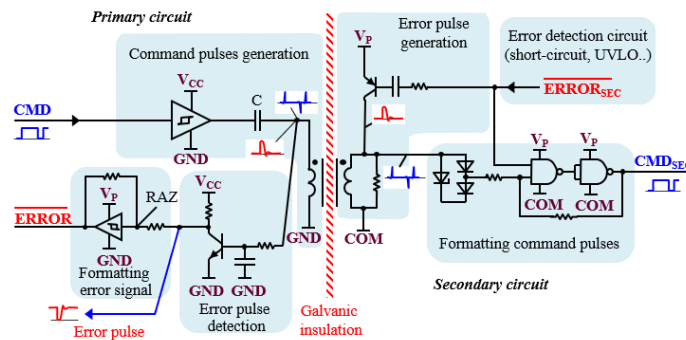 Primary circuit
Command pulses generation
Error pulse
generation
Error detection circuit
(short-circuit, UVLO..)
VP
VCC
CMD
C
ERRORSEC
GND
VP
VP
CMDSEC
VCC
VP
RAZ
ERROR
GND
COM
COM
COM
GND
Formatting command pulses
GND
Formatting
error signal
GND
GND
Error pulse
detection
Galvanic
insulation
Secondary circuit
Error pulse